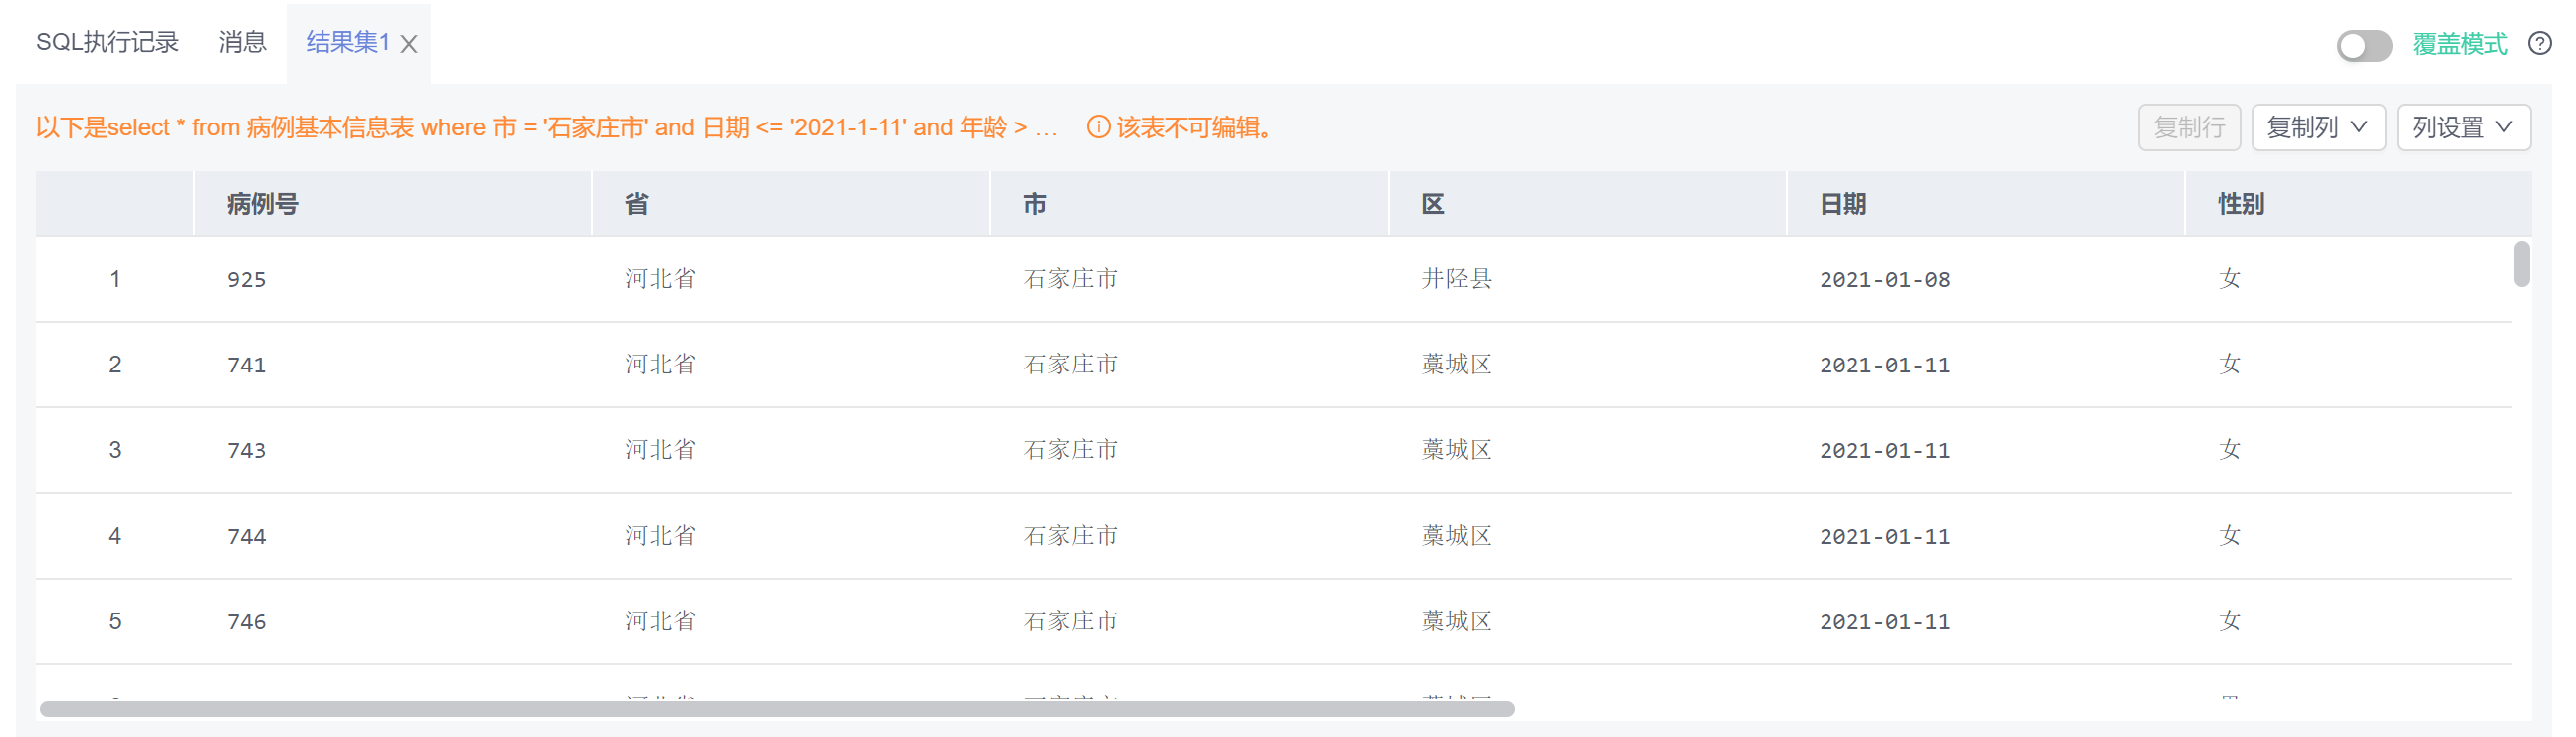 SQL执行记录 消息 结果集1 覆盖模式
以下是select * from 病例基本信息表 where 市 = '石家庄市' and 日期 <= '2021-1-11' and 年龄 > ... 该表不可编辑。 复制行 复制列 列设置
病例号 省 市 区 日期 性别
1 925 河北省 石家庄市 井陉县 2021-01-08 女
2 741 河北省 石家庄市 藁城区 2021-01-11 女
3 743 河北省 石家庄市 藁城区 2021-01-11 女
4 744 河北省 石家庄市 藁城区 2021-01-11 女
5 746 河北省 石家庄市 藁城区 2021-01-11 女